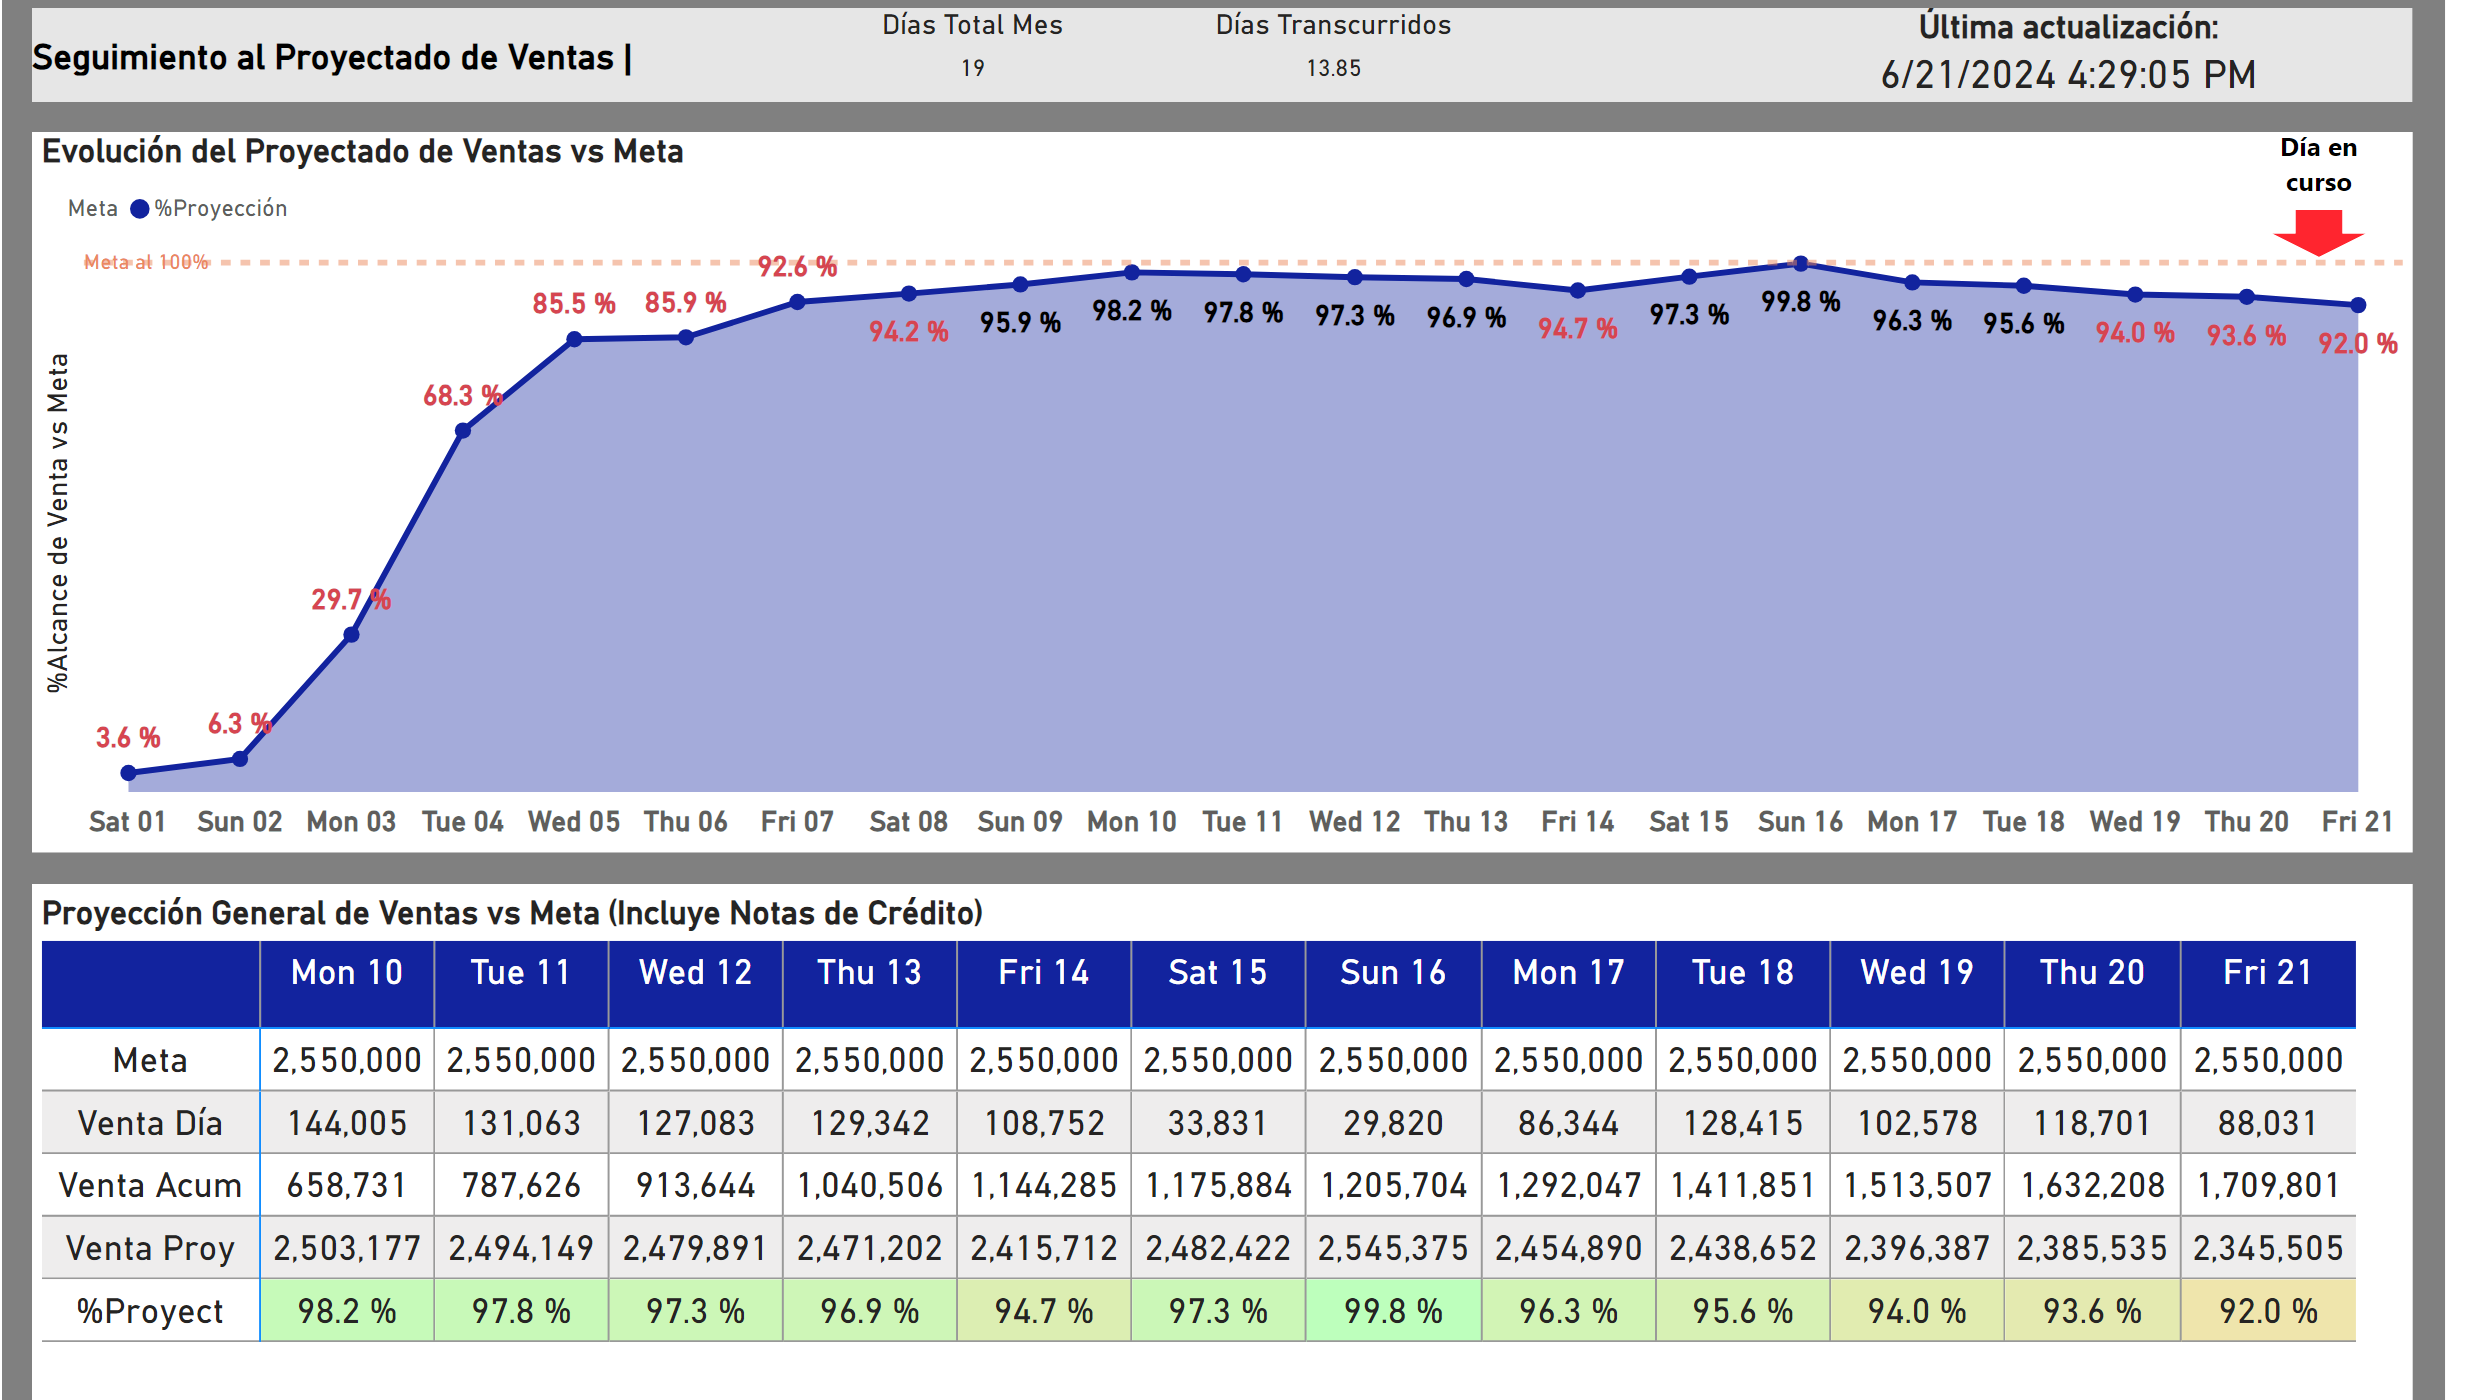 Seguimiento al Proyectado de Ventas |
Días Total Mes
19
Días Transcurridos
13.85
Última actualización:
6/21/2024 4:29:05 PM
Evolución del Proyectado de Ventas vs Meta
Día en
curso
Meta %Proyección
Meta al 100%
%Alcance de Venta vs Meta
3.6 % 6.3 % 29.7 % 68.3 % 85.5 % 85.9 % 92.6 % 94.2 % 95.9 % 98.2 % 97.8 % 97.3 % 96.9 % 94.7 % 97.3 % 99.8 % 96.3 % 95.6 % 94.0 % 93.6 % 92.0 %
Sat 01 Sun 02 Mon 03 Tue 04 Wed 05 Thu 06 Fri 07 Sat 08 Sun 09 Mon 10 Tue 11 Wed 12 Thu 13 Fri 14 Sat 15 Sun 16 Mon 17 Tue 18 Wed 19 Thu 20 Fri 21
Proyección General de Ventas vs Meta (Incluye Notas de Crédito)
Mon 10 Tue 11 Wed 12 Thu 13 Fri 14 Sat 15 Sun 16 Mon 17 Tue 18 Wed 19 Thu 20 Fri 21
Meta 2,550,000 2,550,000 2,550,000 2,550,000 2,550,000 2,550,000 2,550,000 2,550,000 2,550,000 2,550,000 2,550,000 2,550,000
Venta Día 144,005 131,063 127,083 129,342 108,752 33,831 29,820 86,344 128,415 102,578 118,701 88,031
Venta Acum 658,731 787,626 913,644 1,040,506 1,144,285 1,175,884 1,205,704 1,292,047 1,411,851 1,513,507 1,632,208 1,709,801
Venta Proy 2,503,177 2,494,149 2,479,891 2,471,202 2,415,712 2,482,422 2,545,375 2,454,890 2,438,652 2,396,387 2,385,535 2,345,505
%Proyect 98.2 % 97.8 % 97.3 % 96.9 % 94.7 % 97.3 % 99.8 % 96.3 % 95.6 % 94.0 % 93.6 % 92.0 %